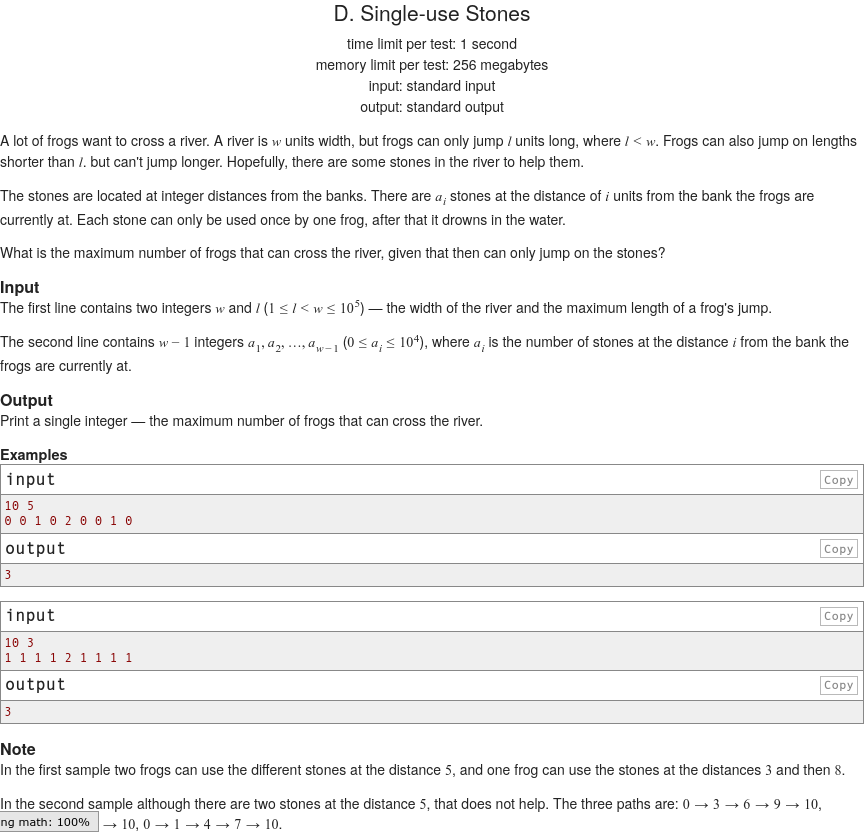 D. Single-use Stones
time limit per test: 1 second
memory limit per test: 256 megabytes
input: standard input
output: standard output
A lot of frogs want to cross a river. A river is w units width, but frogs can only jump l units long, where l < w. Frogs can also jump on lengths
shorter than l. but can't jump longer. Hopefully, there are some stones in the river to help them.
The stones are located at integer distances from the banks. There are a_i stones at the distance of i units from the bank the frogs are
currently at. Each stone can only be used once by one frog, after that it drowns in the water.
What is the maximum number of frogs that can cross the river, given that then can only jump on the stones?
Input
The first line contains two integers w and l (1 ≤ l < w ≤ 10^5) — the width of the river and the maximum length of a frog's jump.
The second line contains w − 1 integers a_1, a_2, ..., a_{w−1} (0 ≤ a_i ≤ 10^4), where a_i is the number of stones at the distance i from the bank the
frogs are currently at.
Output
Print a single integer — the maximum number of frogs that can cross the river.
Examples
input Copy
10 5
0 0 1 0 2 0 0 1 0
output Copy
3
input Copy
10 3
1 1 1 1 2 1 1 1 1
output Copy
3
Note
In the first sample two frogs can use the different stones at the distance 5, and one frog can use the stones at the distances 3 and then 8.
In the second sample although there are two stones at the distance 5, that does not help. The three paths are: 0 → 3 → 6 → 9 → 10,
ng math: 100% → 10, 0 → 1 → 4 → 7 → 10.